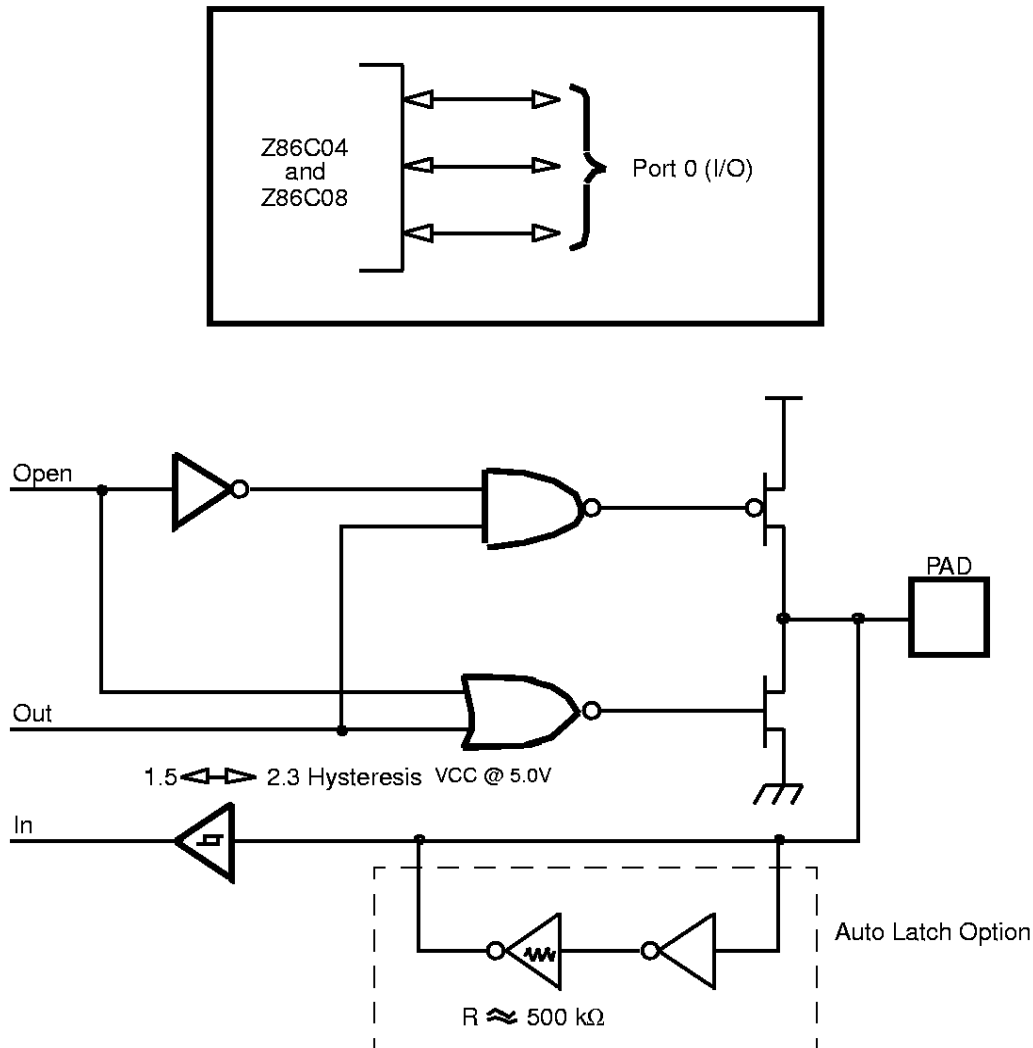 Z86C04
and
Z86C08
Port 0 (I/O)
Open
PAD
Out
1.5 2.3 Hysteresis VCC @ 5.0V
In
Auto Latch Option
R ≈ 500 kΩ